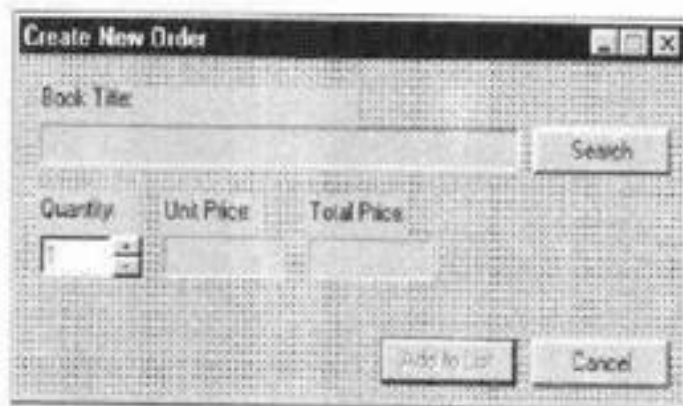 Create New Order
Book Title:
Search
Quantity:
Unit Price:
Total Price:
1
Add to List
Cancel